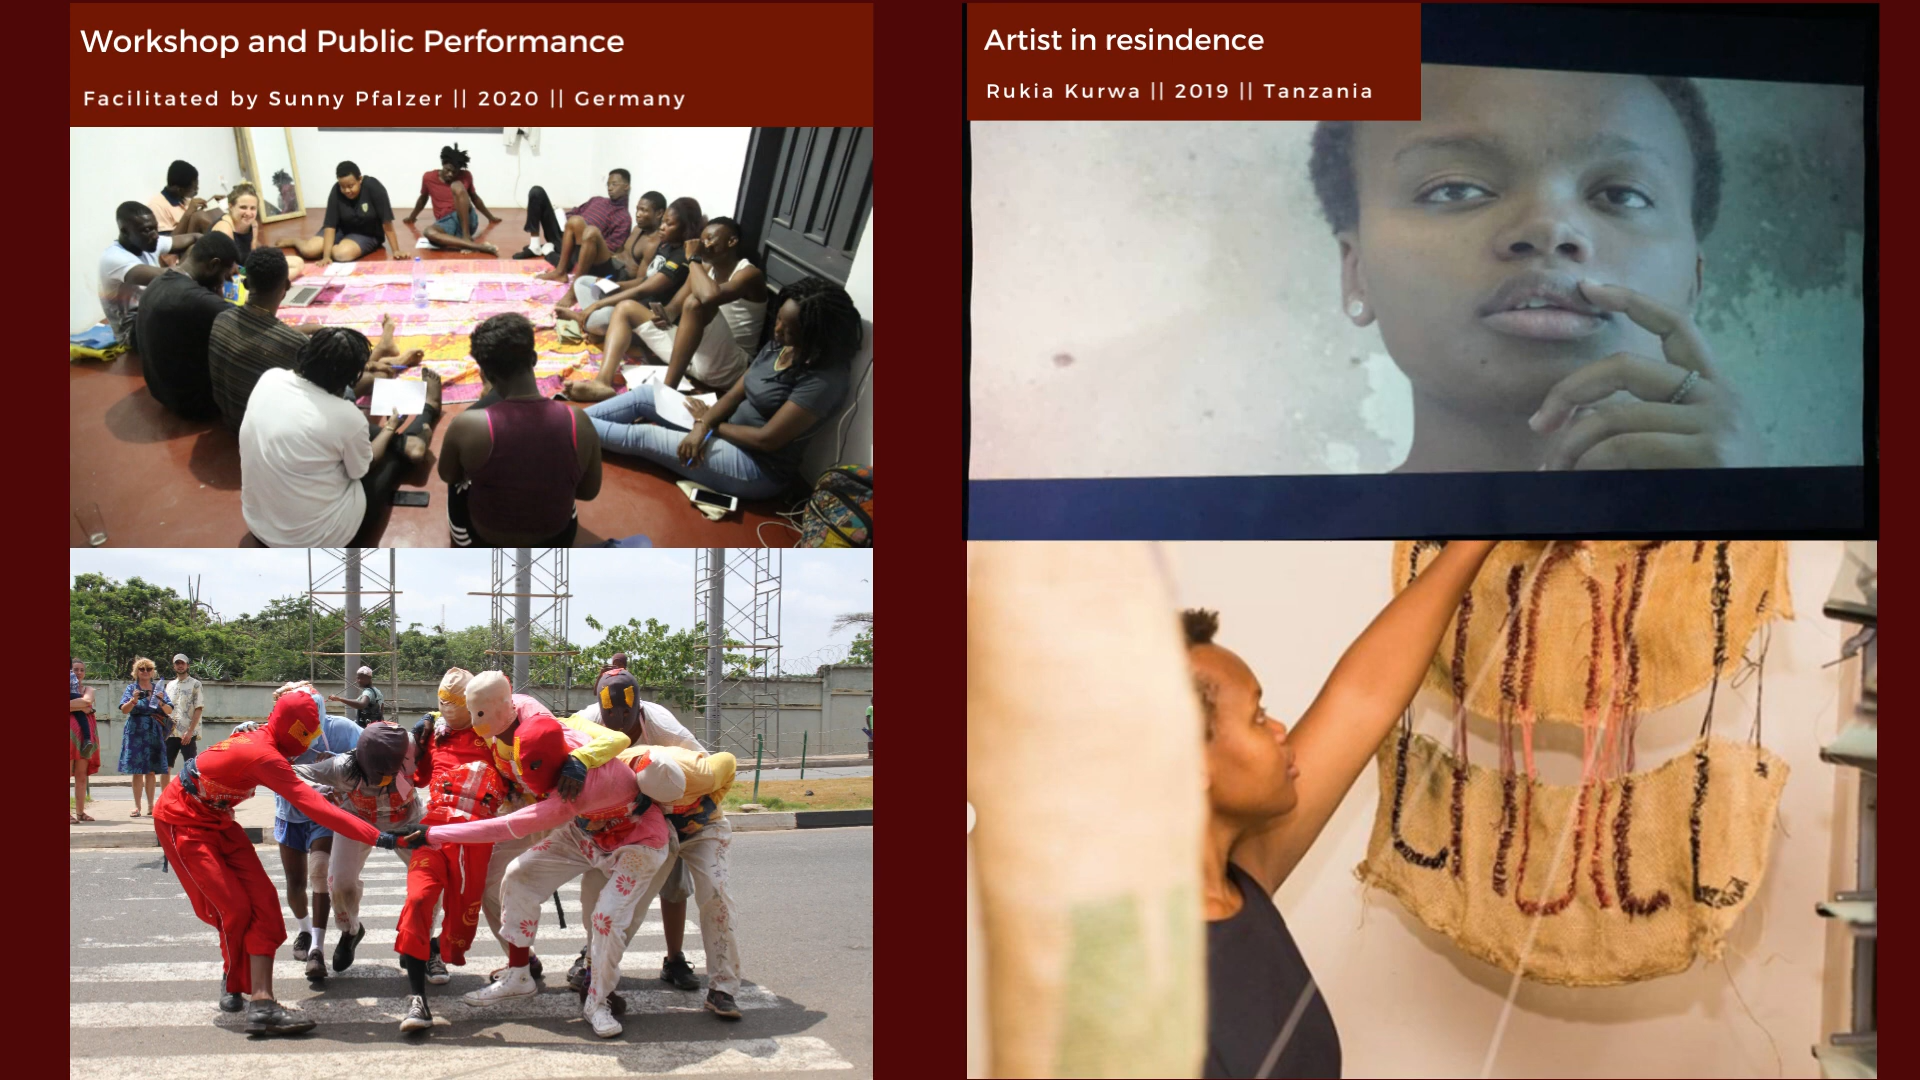 Workshop and Public Performance
Facilitated by Sunny Pfalzer || 2020 || Germany
Artist in resindence
Rukia Kurwa || 2019 || Tanzania